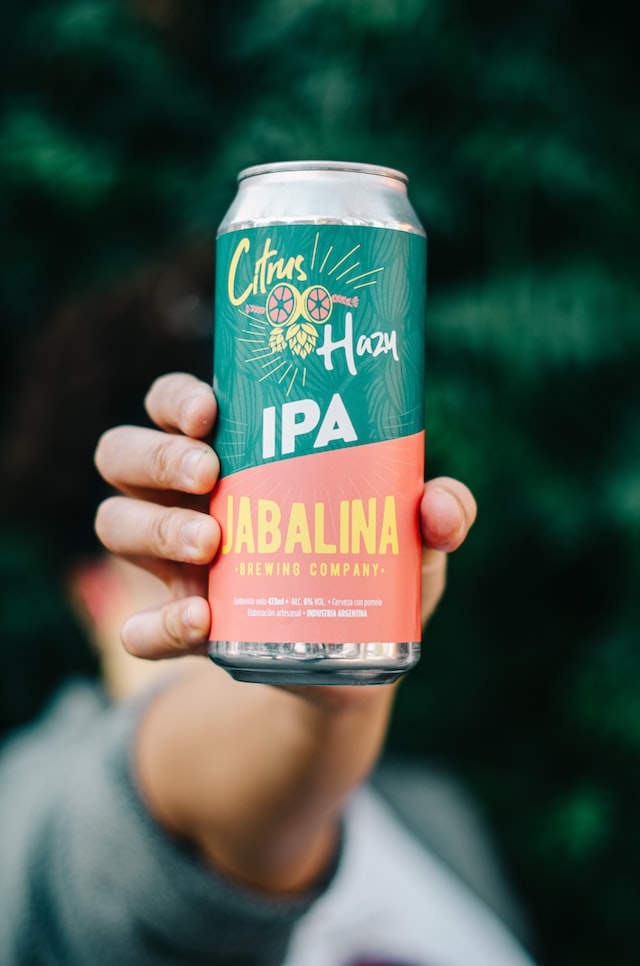 Citrus
Hazy
IPA
JABALINA
•BREWING COMPANY•
Contenido neto 473ml • ALC. 6% VOL. • Cerveza con pomelo
Elaboración artesanal • INDUSTRIA ARGENTINA